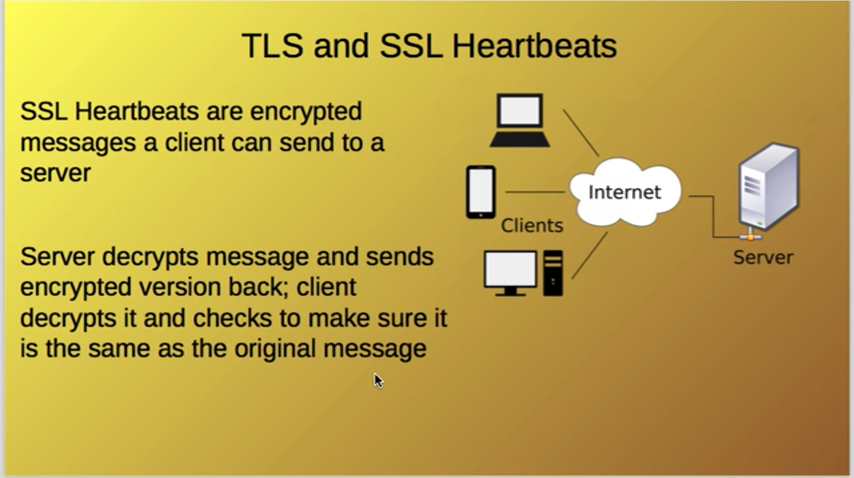 TLS and SSL Heartbeats
SSL Heartbeats are encrypted
messages a client can send to a
server
Server decrypts message and sends
encrypted version back; client
decrypts it and checks to make sure it
is the same as the original message
Internet
Clients
Server